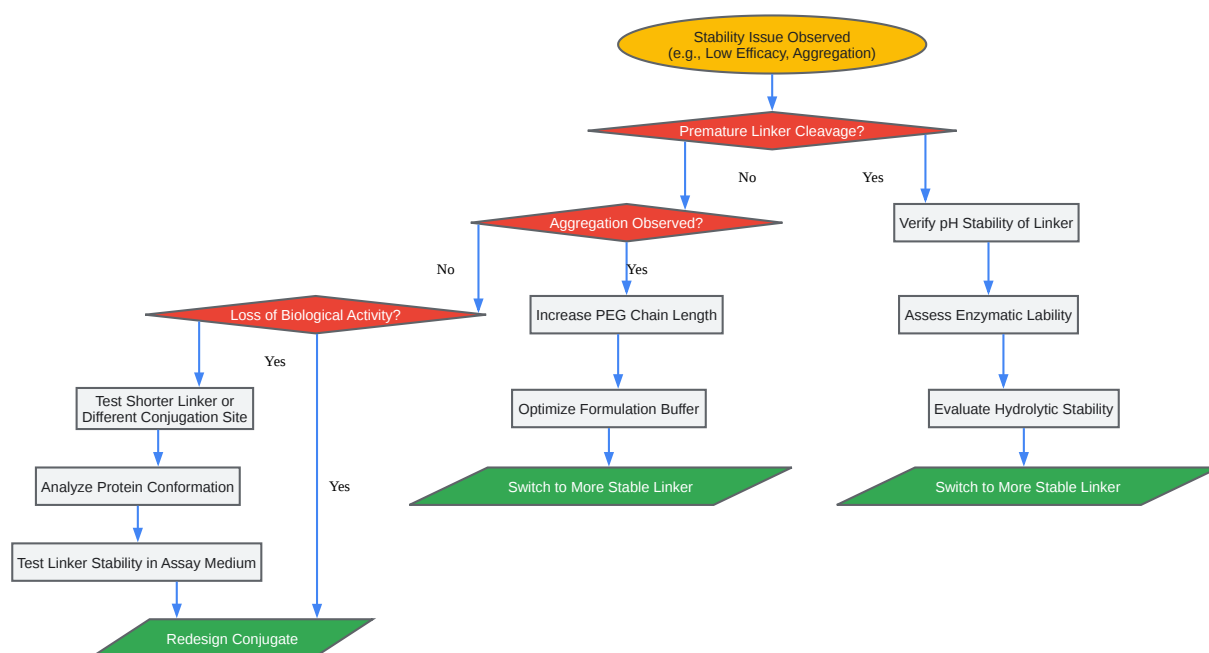 Stability Issue Observed
(e.g., Low Efficacy, Aggregation)
Premature Linker Cleavage?
No
Yes
Aggregation Observed?
Verify pH Stability of Linker
No
Yes
Loss of Biological Activity?
Increase PEG Chain Length
Assess Enzymatic Lability
Yes
Test Shorter Linker or
Different Conjugation Site
Optimize Formulation Buffer
Evaluate Hydrolytic Stability
Analyze Protein Conformation
Yes
Switch to More Stable Linker
Switch to More Stable Linker
Test Linker Stability in Assay Medium
Redesign Conjugate